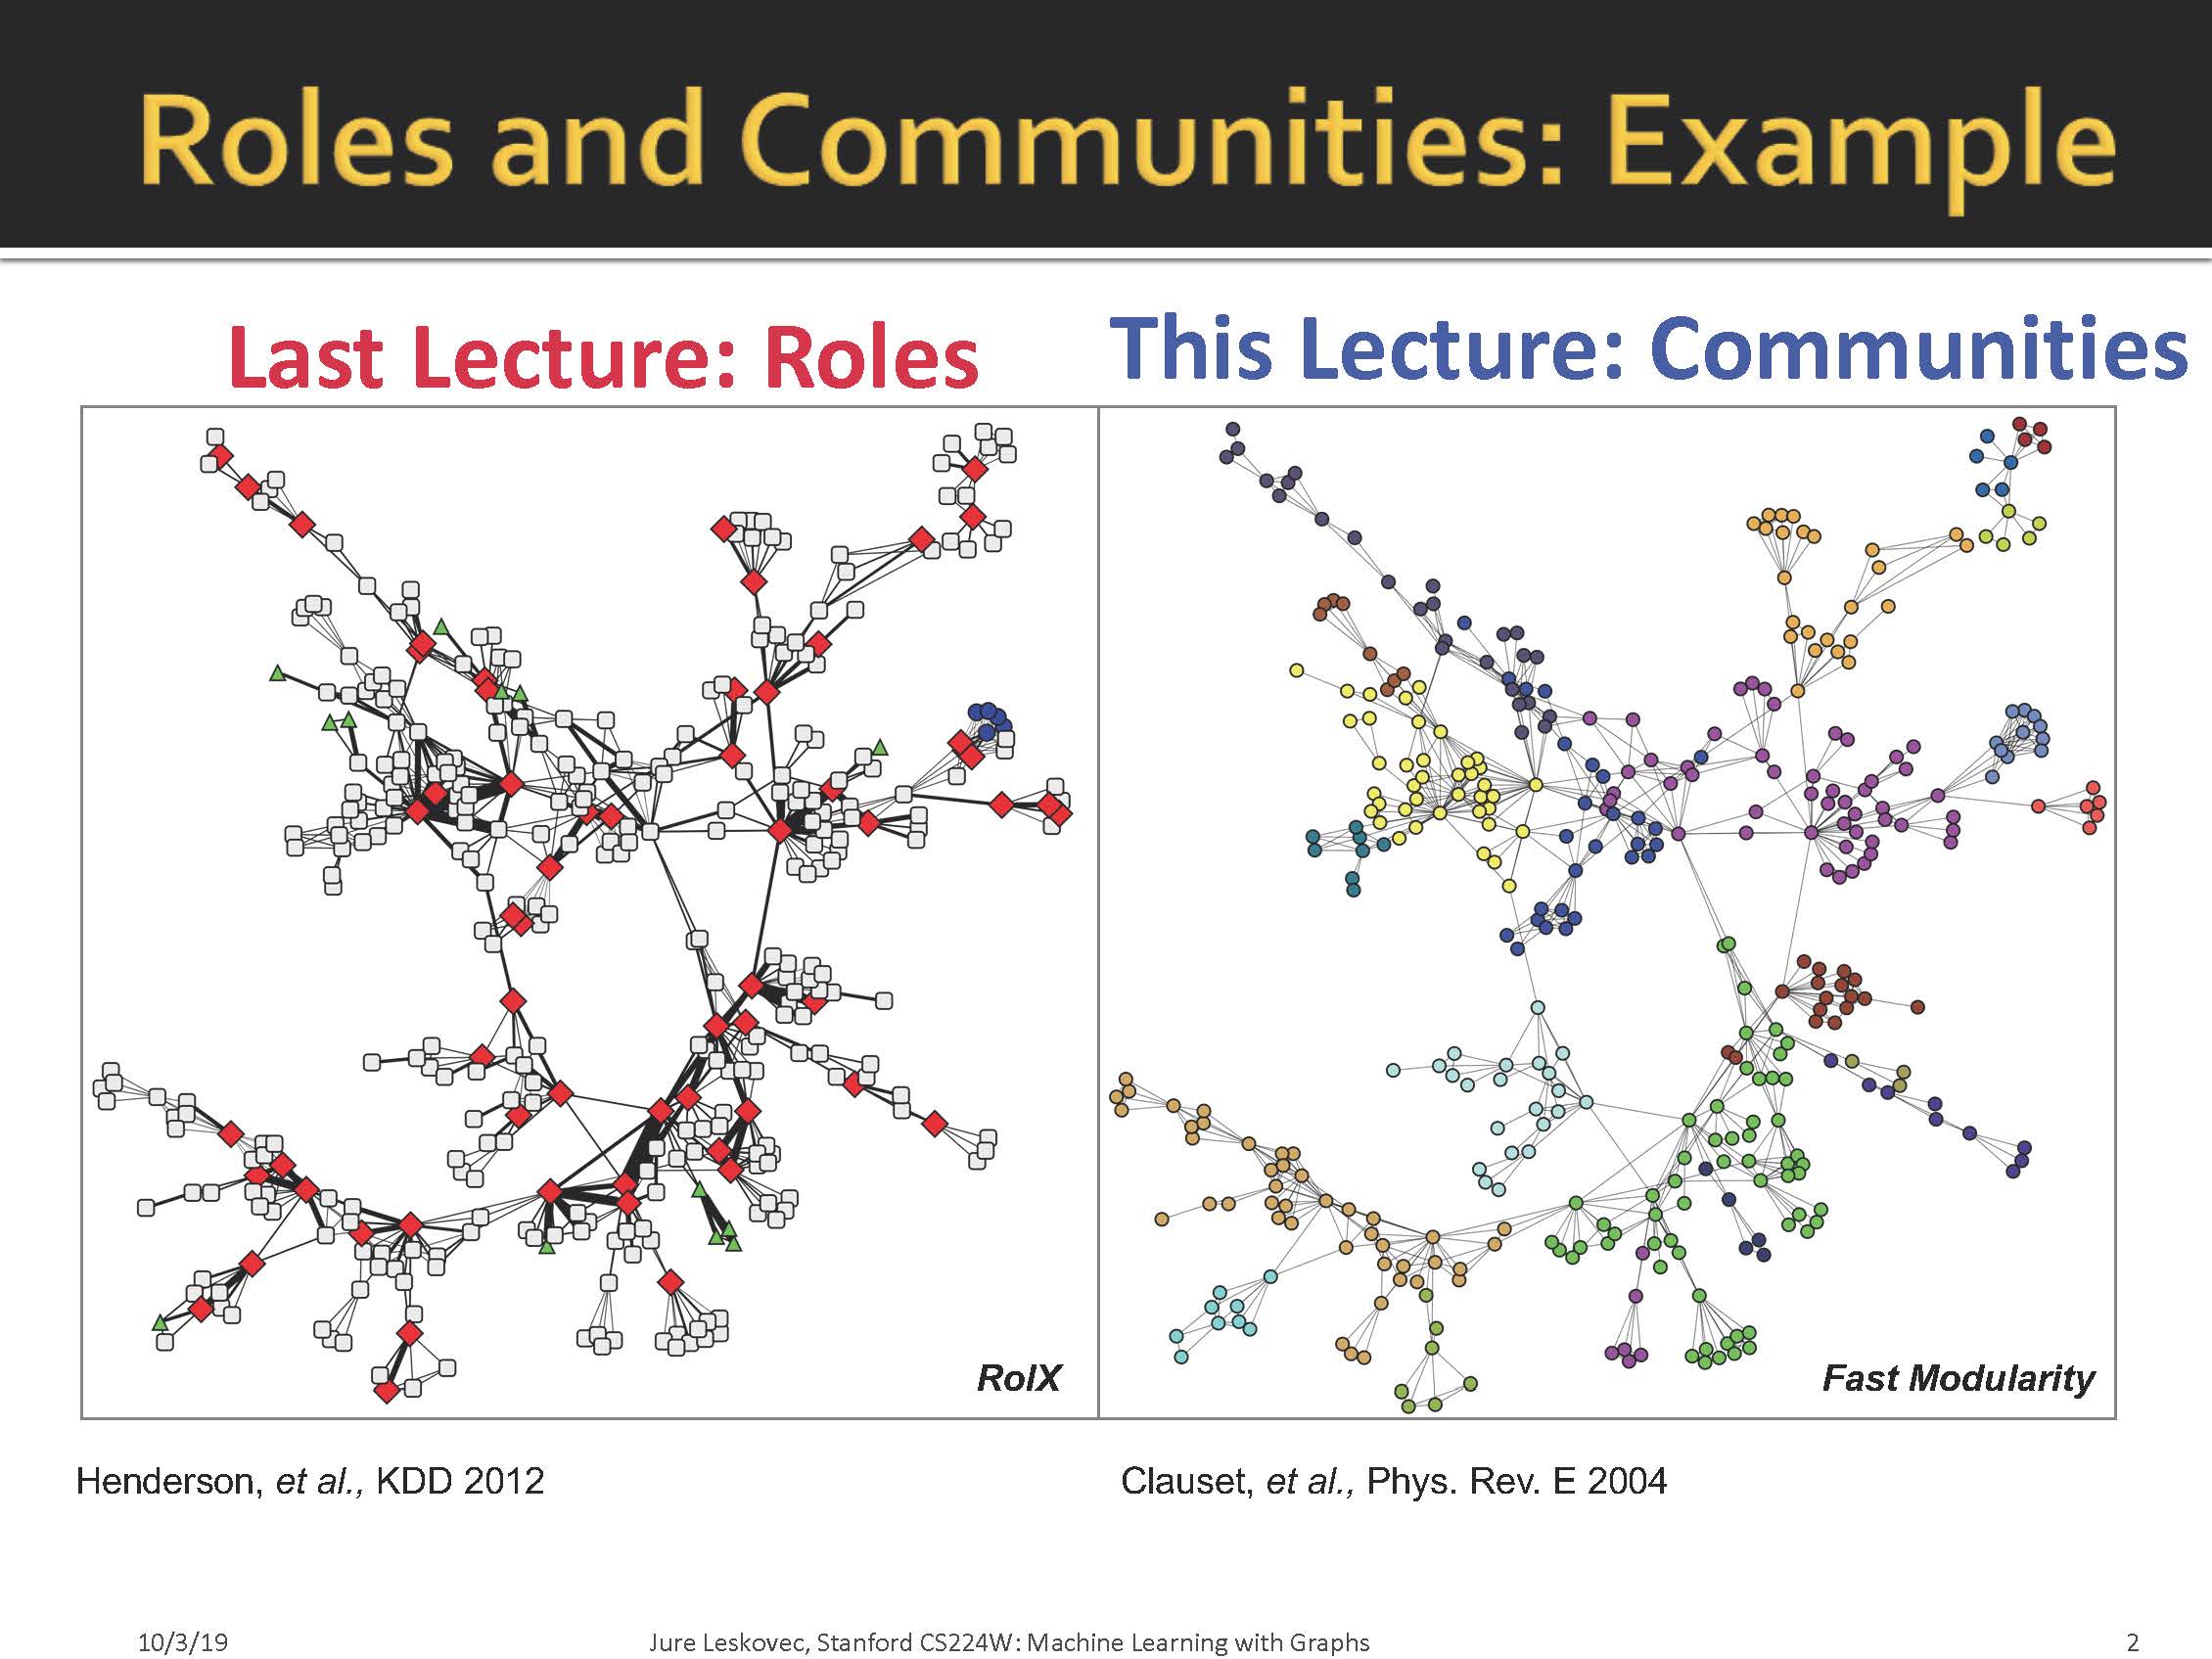 Roles and Communities: Example
Last Lecture: Roles
This Lecture: Communities
RolX
Fast Modularity
Henderson, et al., KDD 2012
Clauset, et al., Phys. Rev. E 2004
10/3/19
Jure Leskovec, Stanford CS224W: Machine Learning with Graphs
2